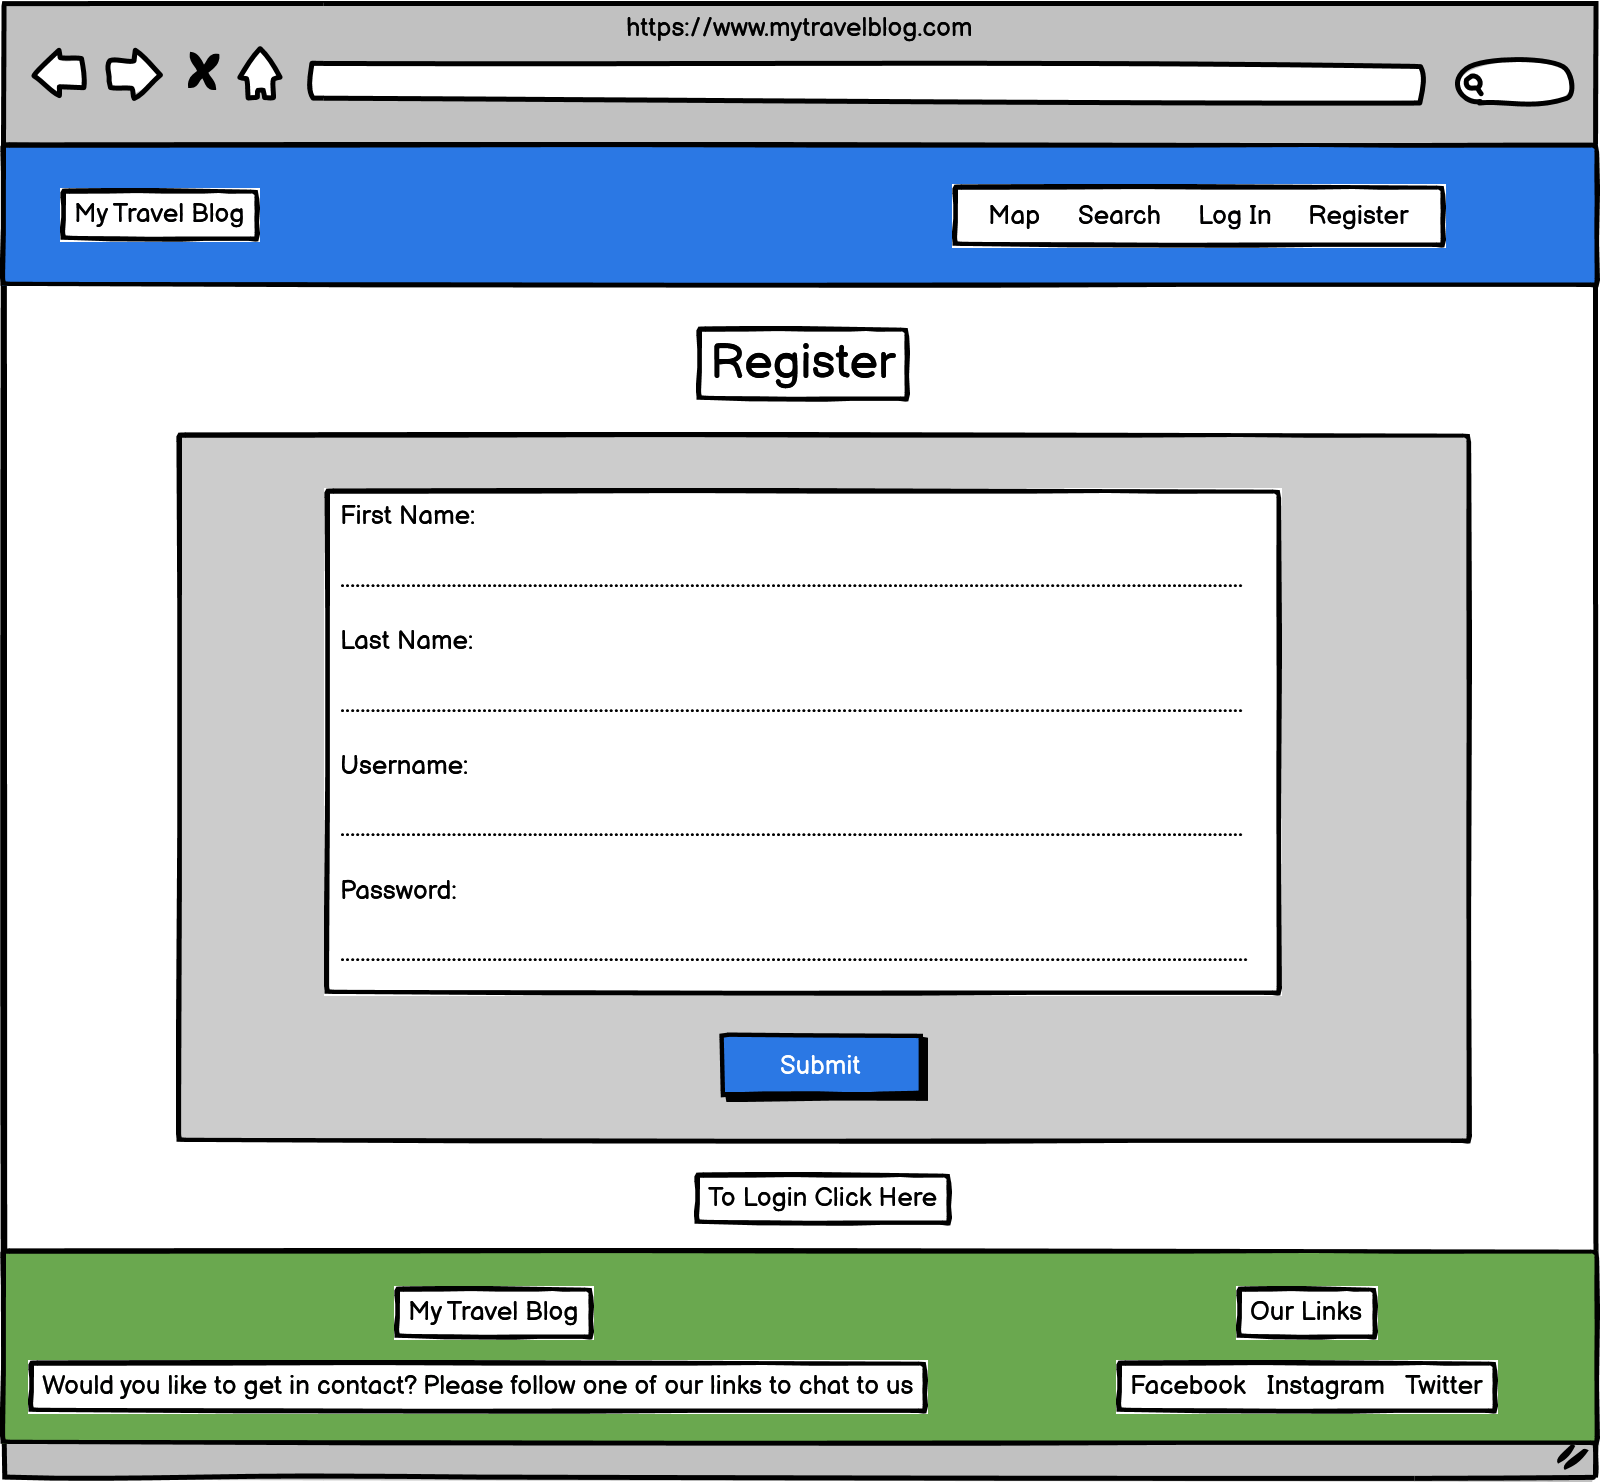 https://www.mytravelblog.com
My Travel Blog
Map Search Log In Register
Register
First Name:
Last Name:
Username:
Password:
Submit
To Login Click Here
My Travel Blog
Our Links
Would you like to get in contact? Please follow one of our links to chat to us
Facebook Instagram Twitter